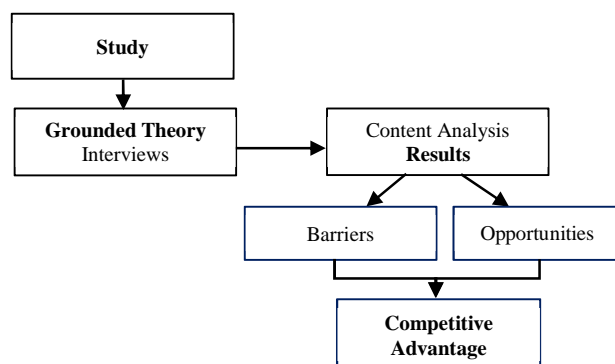 Study
Grounded Theory
Interviews
Content Analysis
Results
Barriers
Opportunities
Competitive
Advantage